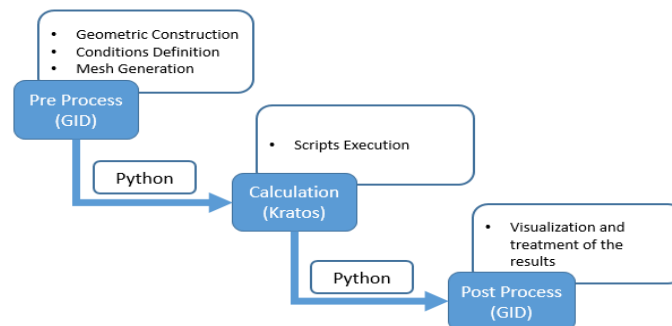 • Geometric Construction
• Conditions Definition
• Mesh Generation
Pre Process
(GID)
Python
• Scripts Execution
Calculation
(Kratos)
Python
• Visualization and
treatment of the
results
Post Process
(GID)